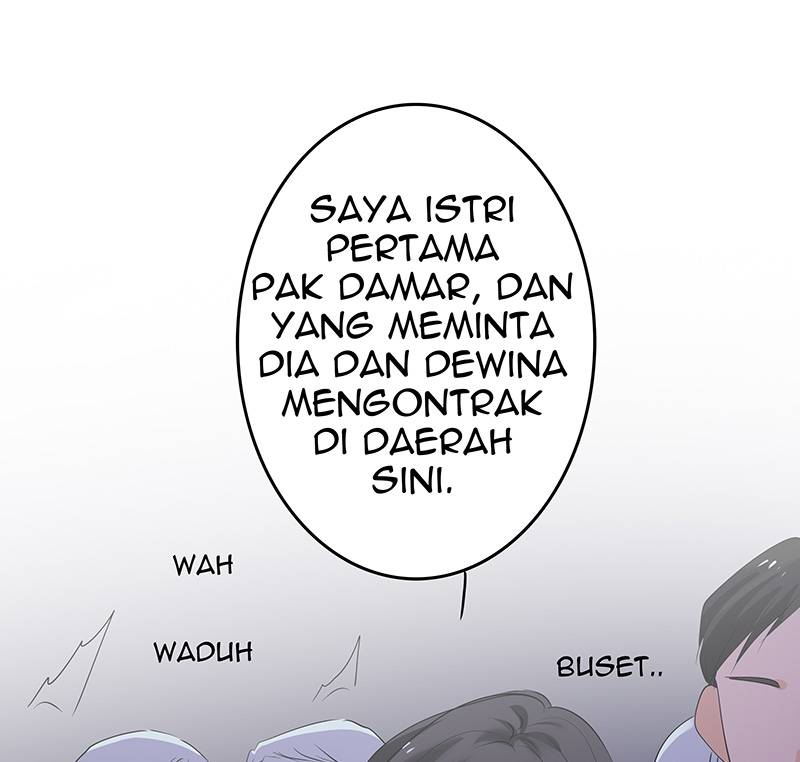 SAYA ISTRI
PERTAMA
PAK DAMAR, DAN
YANG MEMINTA
DIA DAN DEWINA
MENGONTRAK
DI DAERAH
SINI.
WAH
WADUH
BUSET..